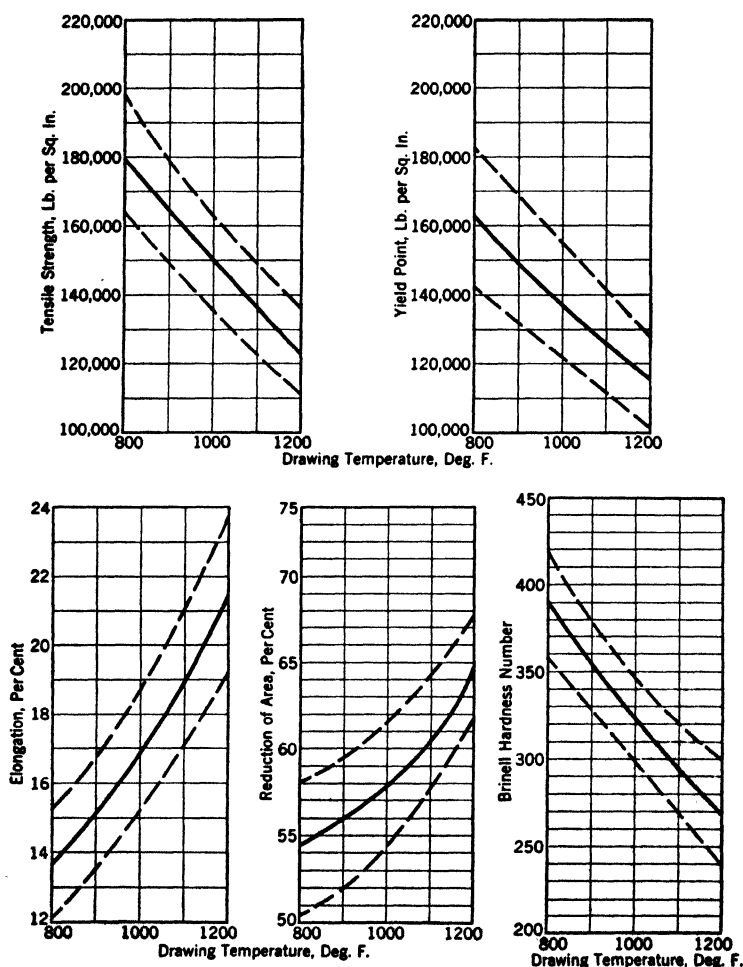 Tensile Strength, Lb. per Sq. In.
220,000
200,000
180,000
160,000
140,000
120,000
100,000
800 1000 1200
Yield Point, Lb. per Sq. In.
220,000
200,000
180,000
160,000
140,000
120,000
100,000
800 1000 1200
Drawing Temperature, Deg. F.
Elongation, Per Cent
24
22
20
18
16
14
12
800 1000 1200
Reduction of Area, Per Cent
75
70
65
60
55
50
800 1000 1200
Drawing Temperature, Deg. F.
Brinell Hardness Number
450
400
350
300
250
200
800 1000 1200
Drawing Temperature, Deg. F.